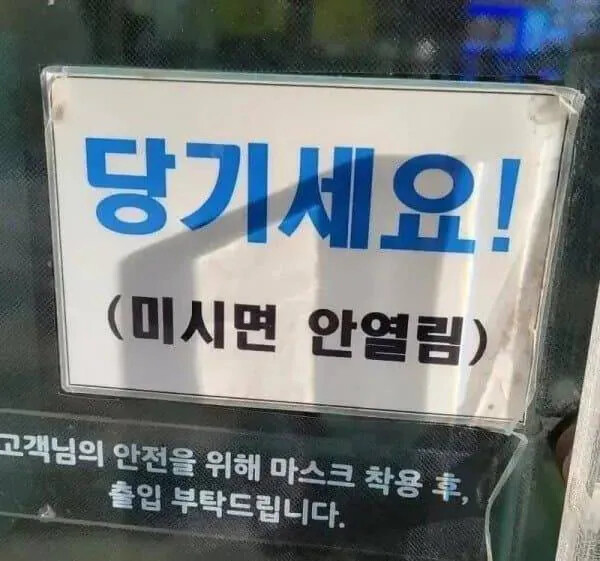 당기세요!
(미시면 안열림)
고객님의 안전을 위해 마스크 착용 후,
출입 부탁드립니다.